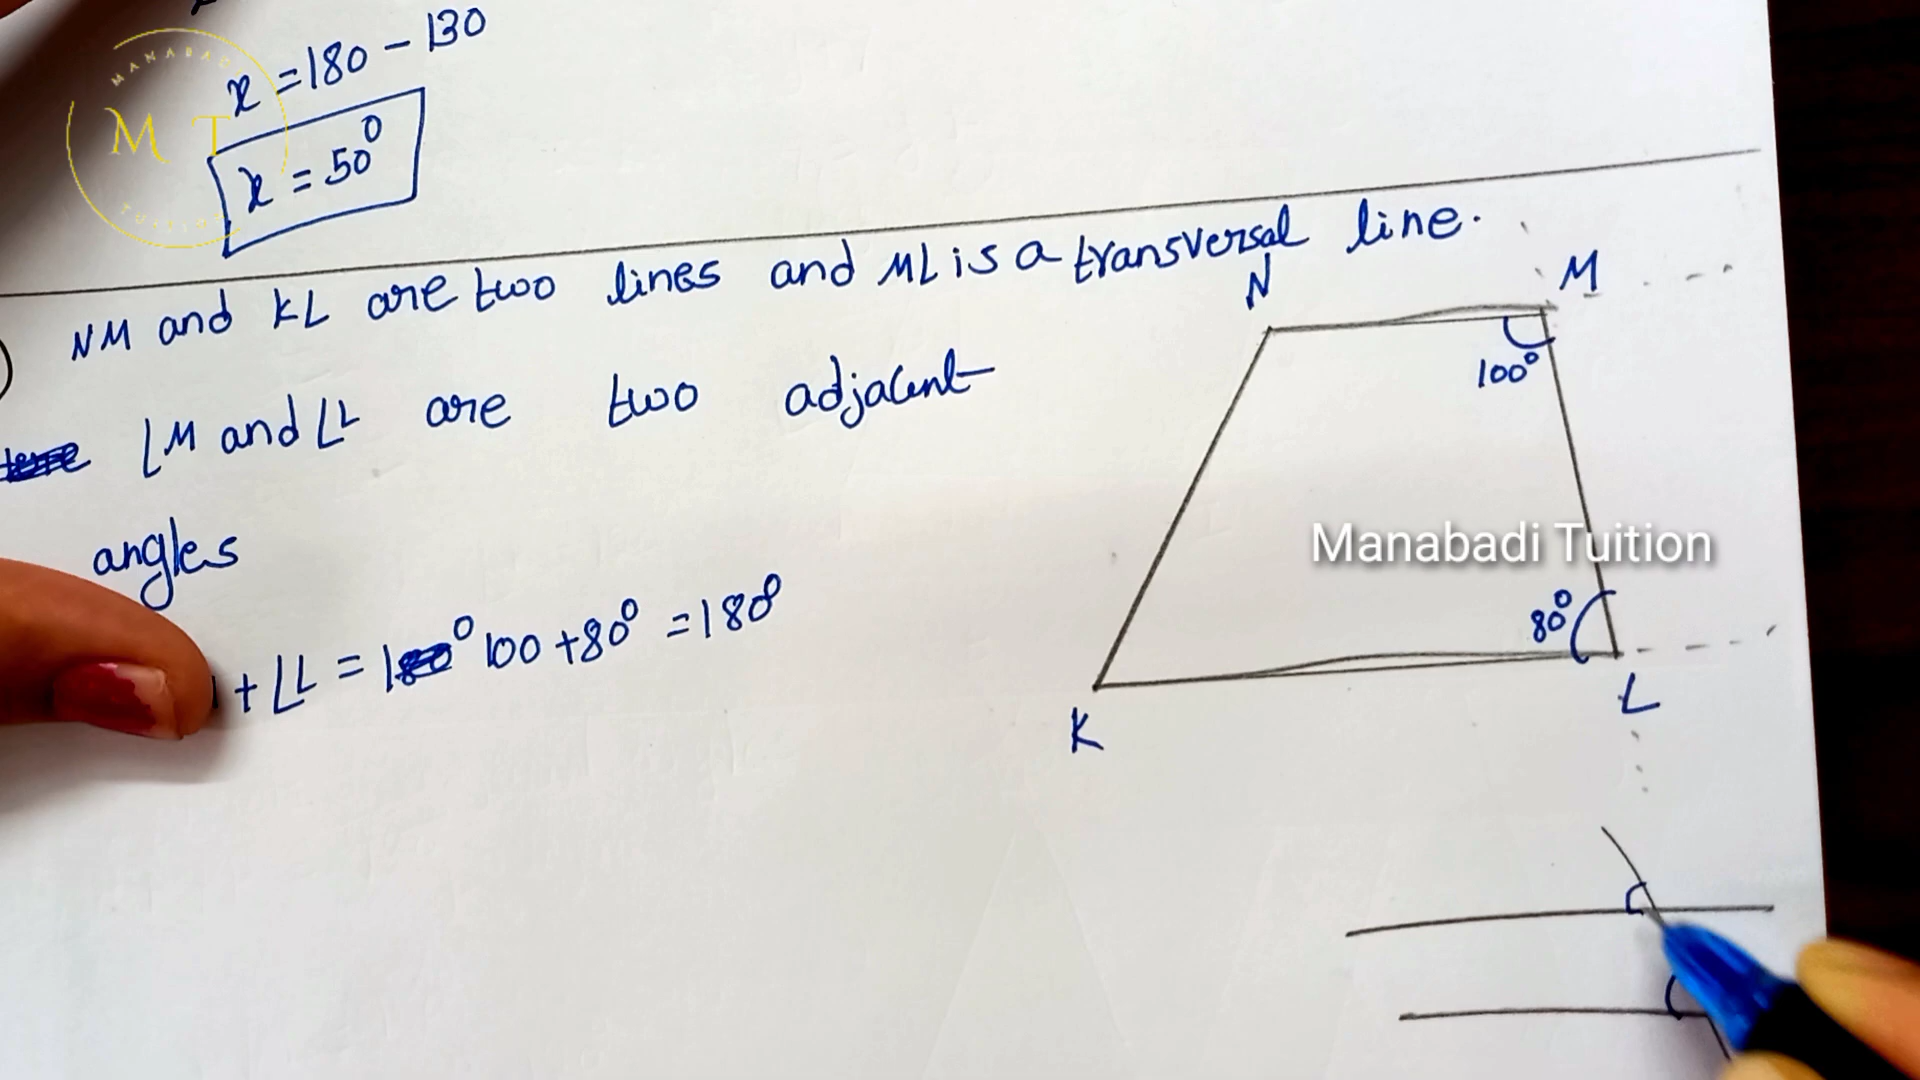 x = 180 - 130
MANABADI
M T
TUITION
x = 50°
NM and KL are two lines and ML is a transversal line.
∠M and ∠L are two adjacent
angles
+ ∠L = 100 + 80° = 180°
N
M
100°
Manabadi Tuition
80°
K
L